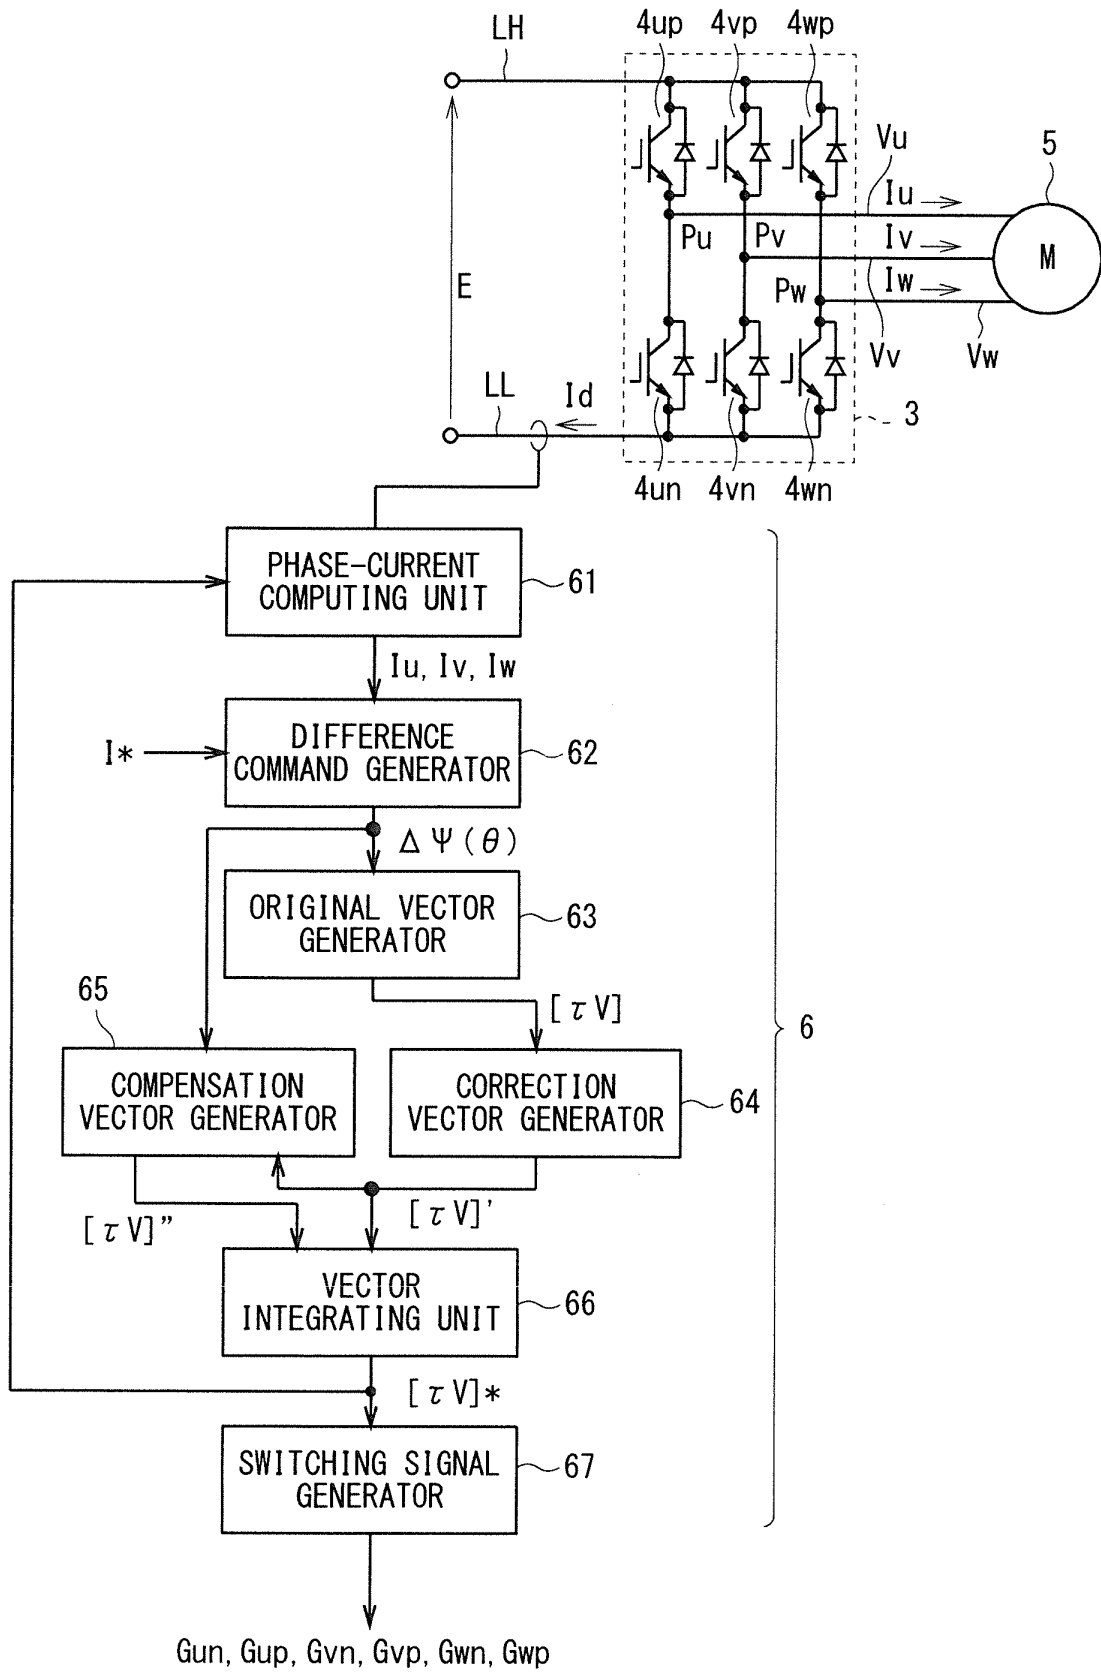 LH
4up
4vp
4wp
Vu
5
Iu
Iv
Iw
M
Pu
Pv
Pw
E
Vv
Vw
LL
Id
3
4un
4vn
4wn
PHASE-CURRENT
COMPUTING UNIT
61
Iu, Iv, Iw
I*
DIFFERENCE
COMMAND GENERATOR
62
ΔΨ(θ)
ORIGINAL VECTOR
GENERATOR
63
[τV]
65
6
COMPENSATION
VECTOR GENERATOR
CORRECTION
VECTOR GENERATOR
64
[τV]"
[τV]'
VECTOR
INTEGRATING UNIT
66
[τV]*
SWITCHING SIGNAL
GENERATOR
67
Gun, Gup, Gvn, Gvp, Gwn, Gwp